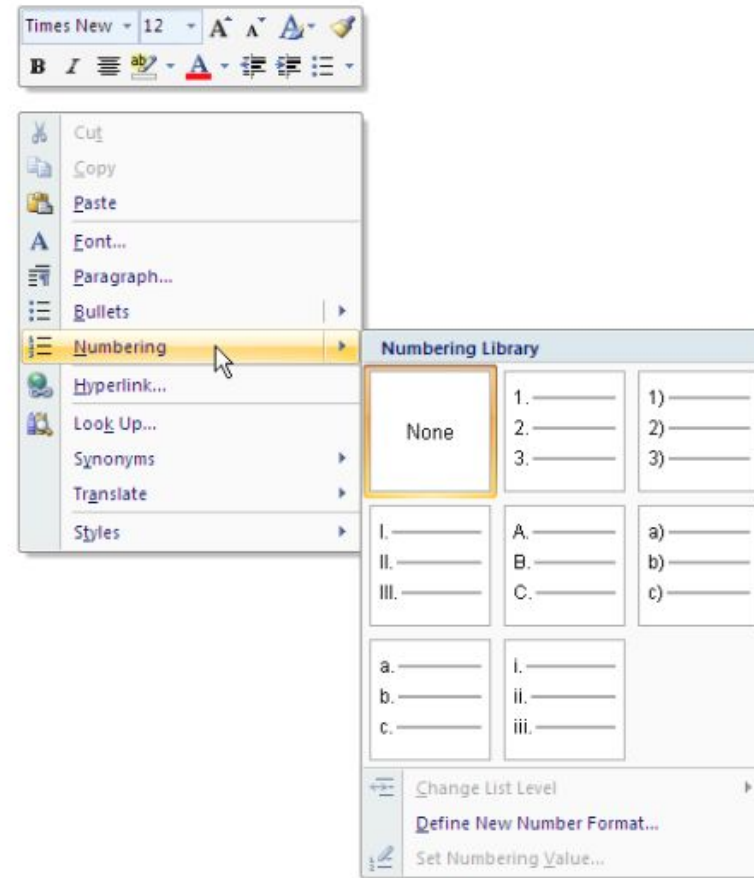 Times New 12 A A A
B I ab A
Cut
Copy
Paste
A Font...
Paragraph...
Bullets
Numbering
Hyperlink...
Look Up...
Synonyms
Translate
Styles
Numbering Library
None
1.
2.
3.
1)
2)
3)
I.
II.
III.
A.
B.
C.
a)
b)
c)
a.
b.
c.
i.
ii.
iii.
Change List Level
Define New Number Format...
Set Numbering Value...